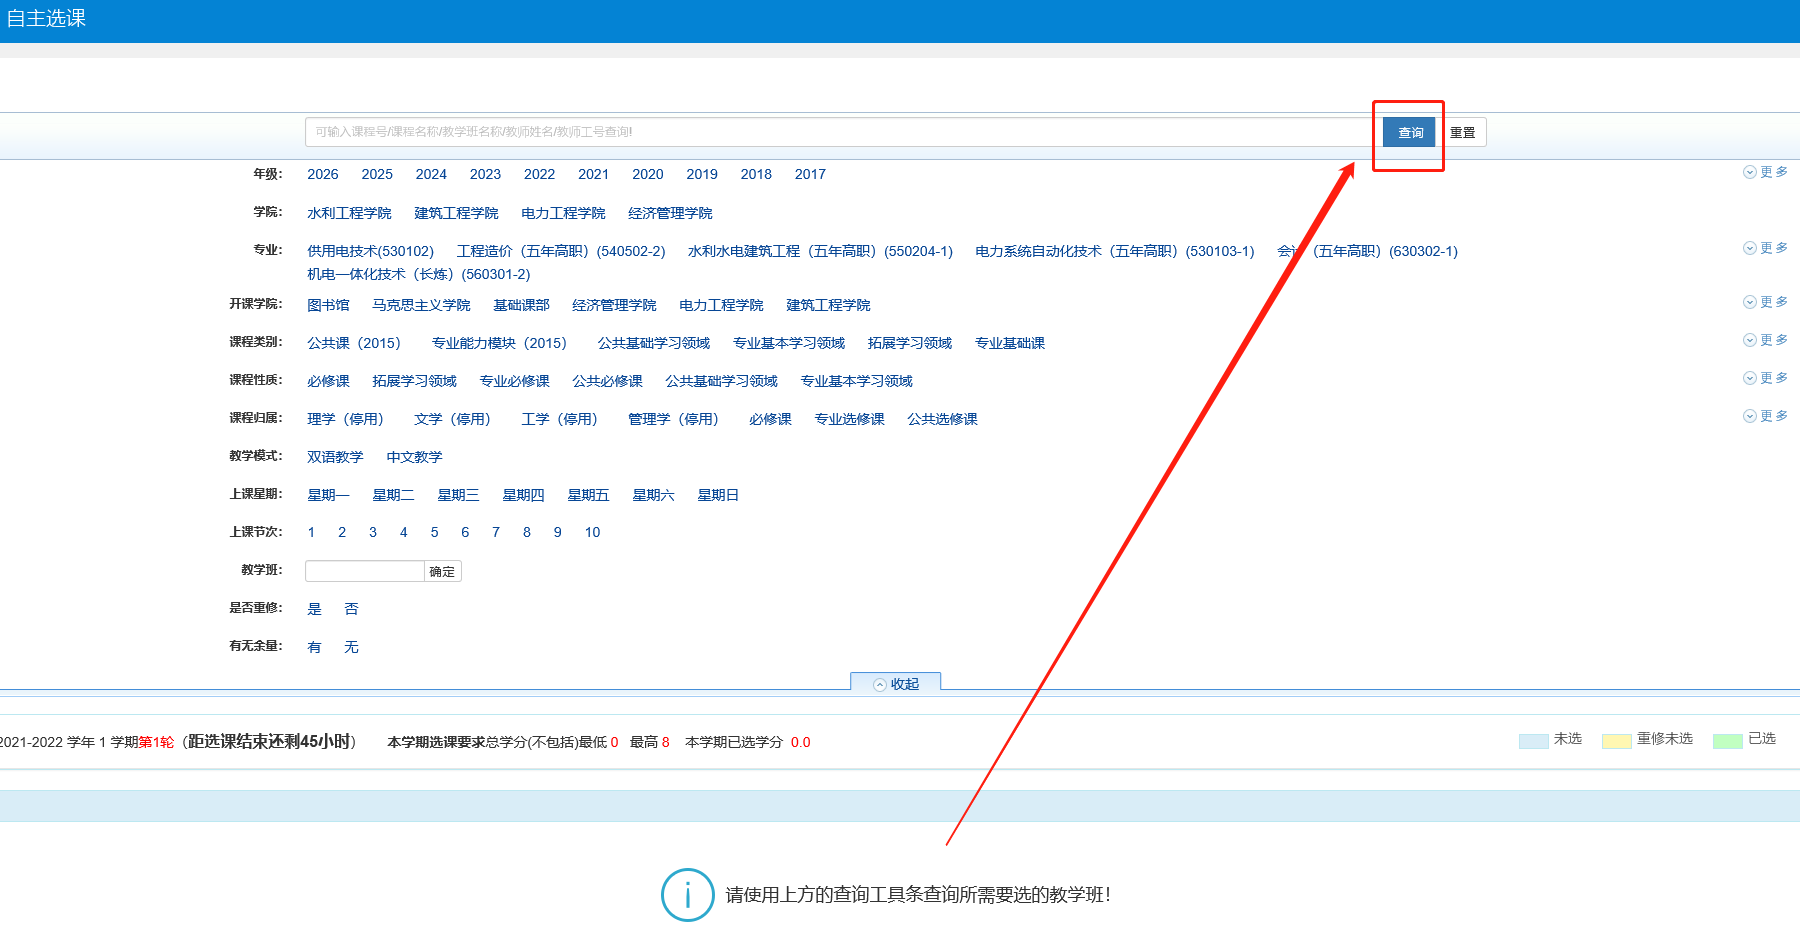 自主选课
可输入课程号/课程名称/教学班名称/教师姓名/教师工号查询! 查询 重置
年级: 2026 2025 2024 2023 2022 2021 2020 2019 2018 2017 更多
学院: 水利工程学院 建筑工程学院 电力工程学院 经济管理学院
专业: 供用电技术(530102) 工程造价（五年高职）(540502-2) 水利水电建筑工程（五年高职）(550204-1) 电力系统自动化技术（五年高职）(530103-1) 会计（五年高职）(630302-1) 更多
机电一体化技术（长炼）(560301-2)
开课学院: 图书馆 马克思主义学院 基础课部 经济管理学院 电力工程学院 建筑工程学院 更多
课程类别: 公共课（2015） 专业能力模块（2015） 公共基础学习领域 专业基本学习领域 拓展学习领域 专业基础课 更多
课程性质: 必修课 拓展学习领域 专业必修课 公共必修课 公共基础学习领域 专业基本学习领域 更多
课程归属: 理学（停用） 文学（停用） 工学（停用） 管理学（停用） 必修课 专业选修课 公共选修课 更多
教学模式: 双语教学 中文教学
上课星期: 星期一 星期二 星期三 星期四 星期五 星期六 星期日
上课节次: 1 2 3 4 5 6 7 8 9 10
教学班: 确定
是否重修: 是 否
有无余量: 有 无
收起
2021-2022 学年 1 学期第1轮（距选课结束还剩45小时） 本学期选课要求总学分(不包括)最低 0 最高 8 本学期已选学分 0.0 未选 重修未选 已选
请使用上方的查询工具条查询所需要选的教学班!